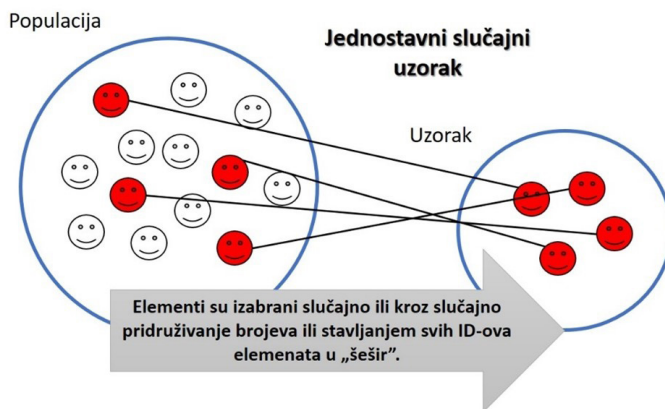 Populacija
Jednostavni slučajni
uzorak
Uzorak
Elementi su izabrani slučajno ili kroz slučajno
pridruživanje brojeva ili stavljanjem svih ID-ova
elemenata u „šešir”.